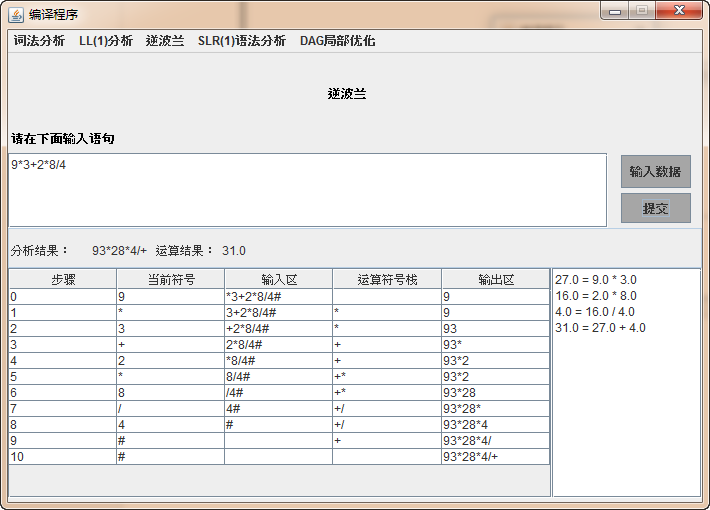 编译程序
词法分析 LL(1)分析 逆波兰 SLR(1)语法分析 DAG局部优化
逆波兰
请在下面输入语句
9*3+2*8/4
输入数据
提交
分析结果： 93*28*4/+ 运算结果： 31.0
步骤 当前符号 输入区 运算符号栈 输出区
0 9 *3+2*8/4# 9
1 * 3+2*8/4# * 9
2 3 +2*8/4# * 93
3 + 2*8/4# + 93*
4 2 *8/4# + 93*2
5 * 8/4# +* 93*2
6 8 /4# +* 93*28
7 / 4# +/ 93*28*
8 4 # +/ 93*28*4
9 # + 93*28*4/
10 # 93*28*4/+
27.0 = 9.0 * 3.0
16.0 = 2.0 * 8.0
4.0 = 16.0 / 4.0
31.0 = 27.0 + 4.0